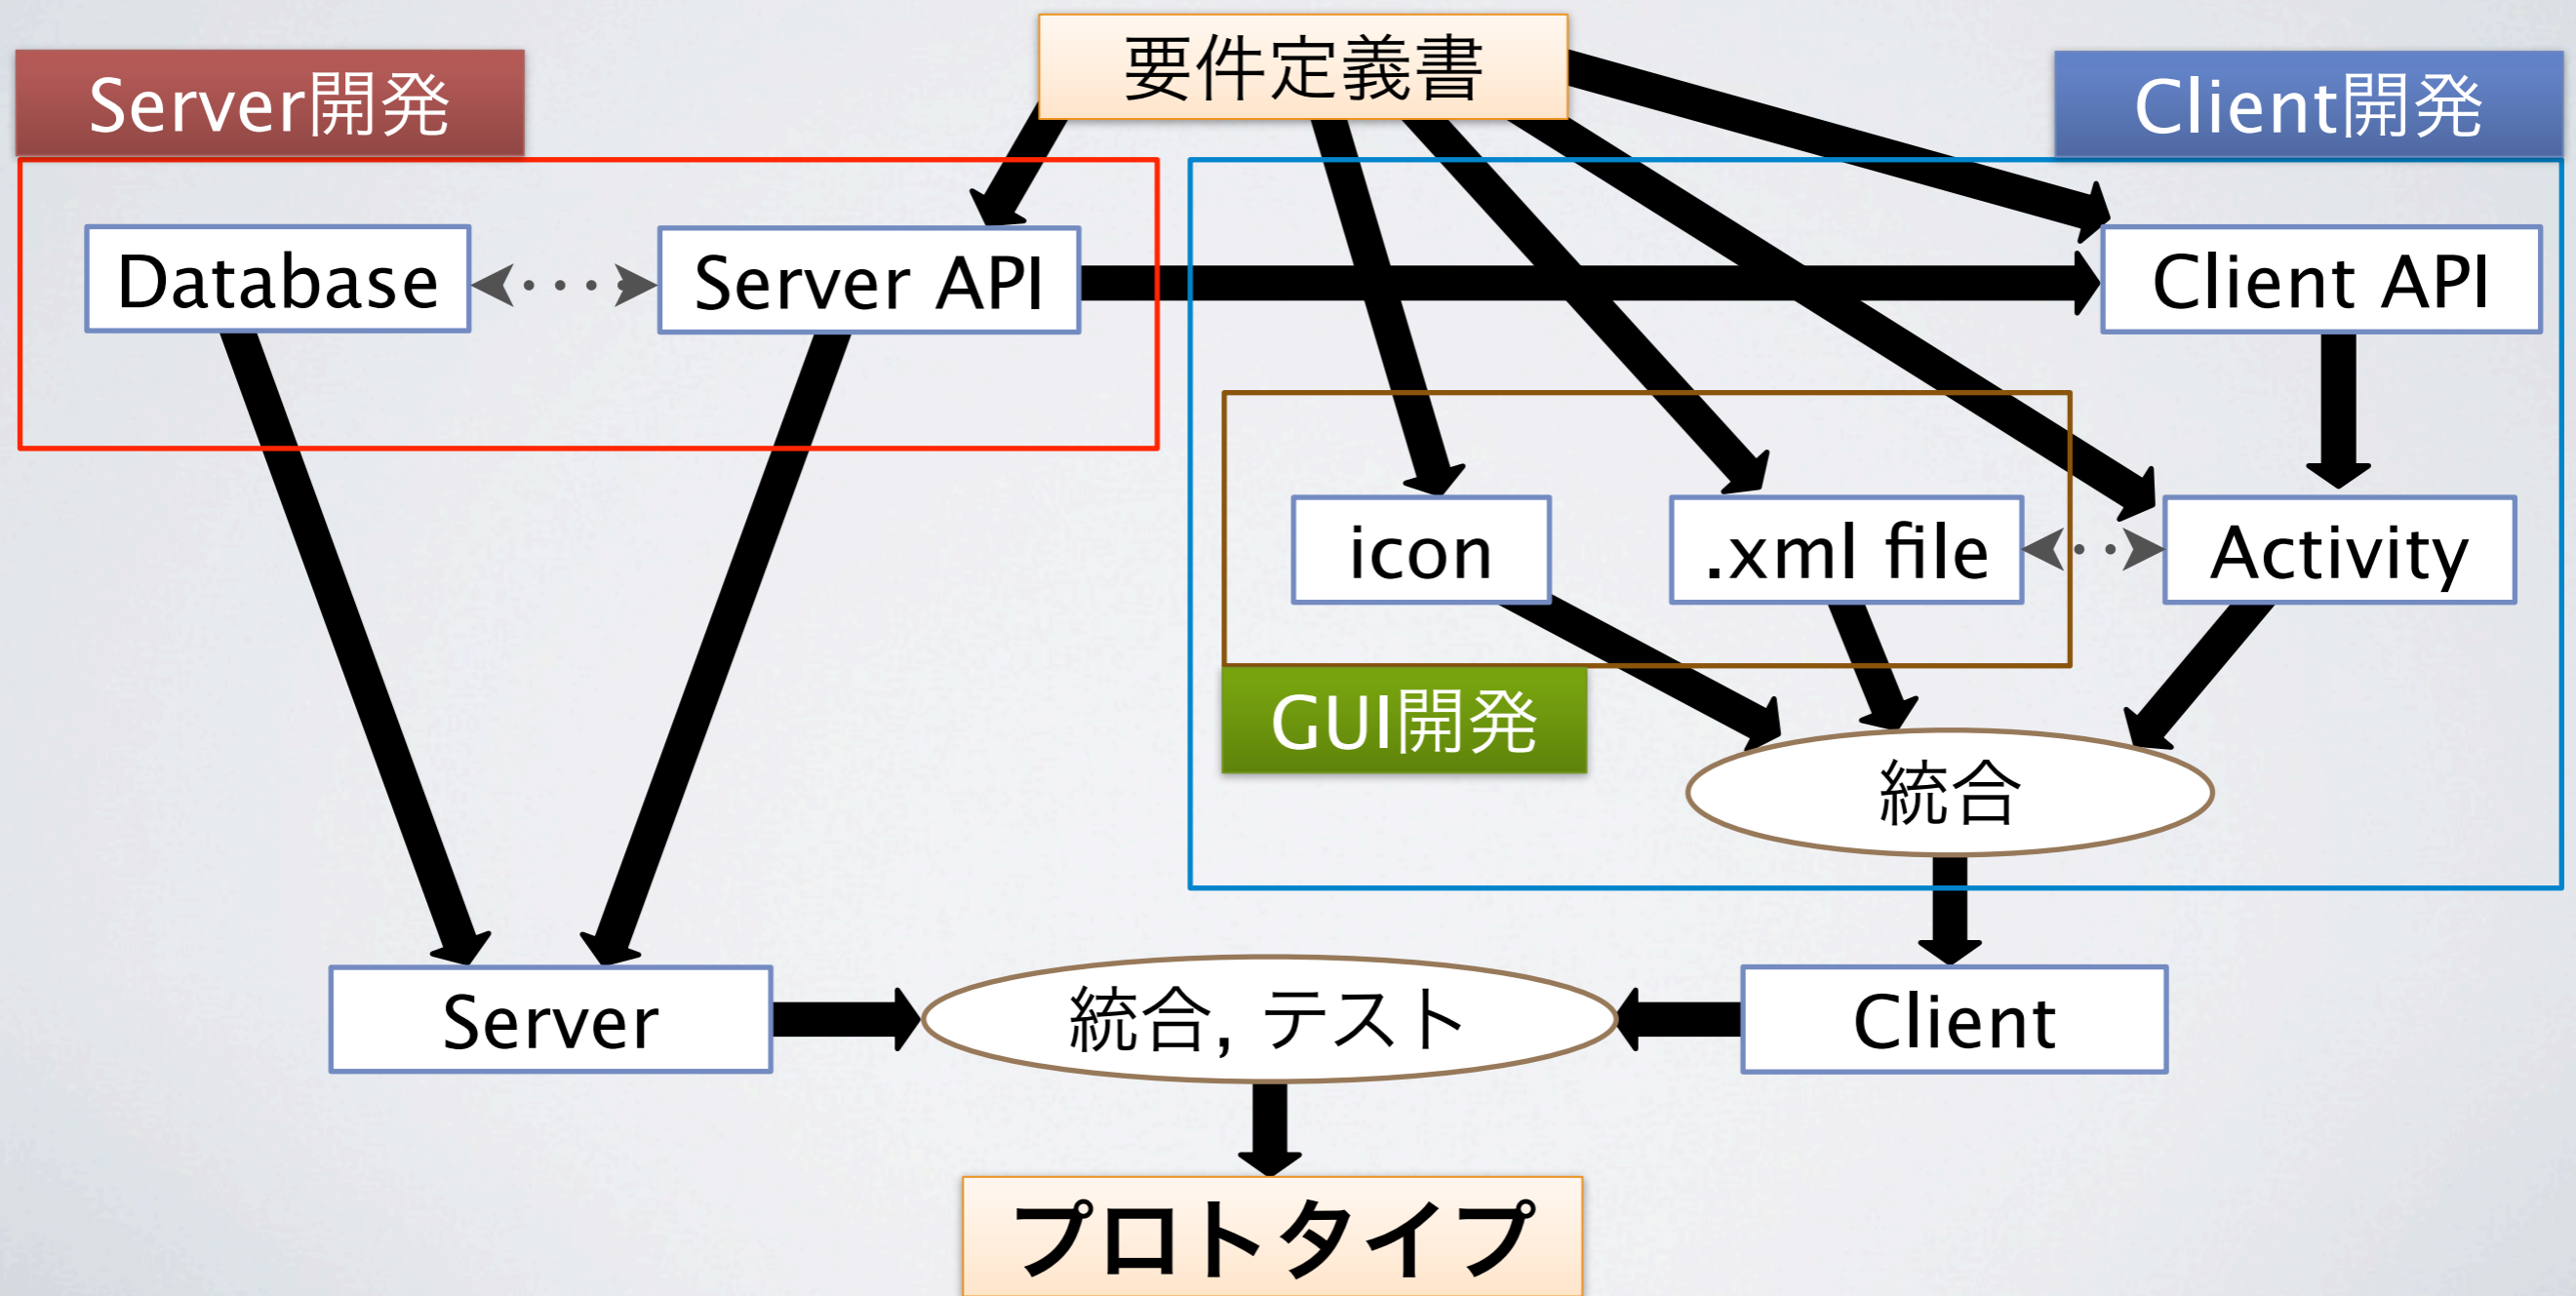 要件定義書
Server開発
Client開発
Database
Server API
Client API
icon
.xml file
Activity
GUI開発
統合
Server
統合, テスト
Client
プロトタイプ